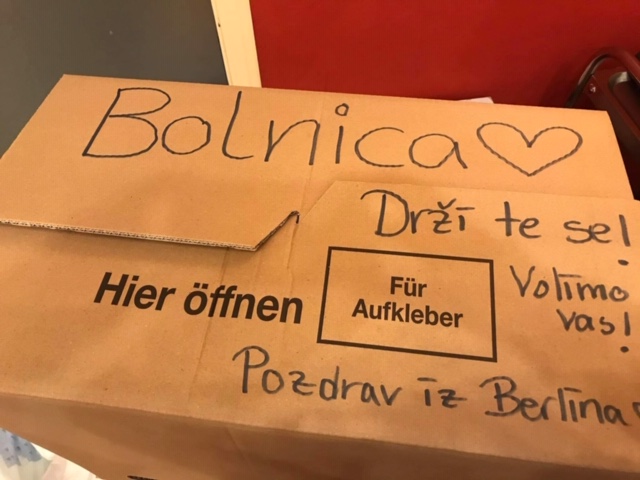 Bolnica ♡
Drži te se!
Hier öffnen
Für
Aufkleber
Volimo
vas!
Pozdrav iz Berlina